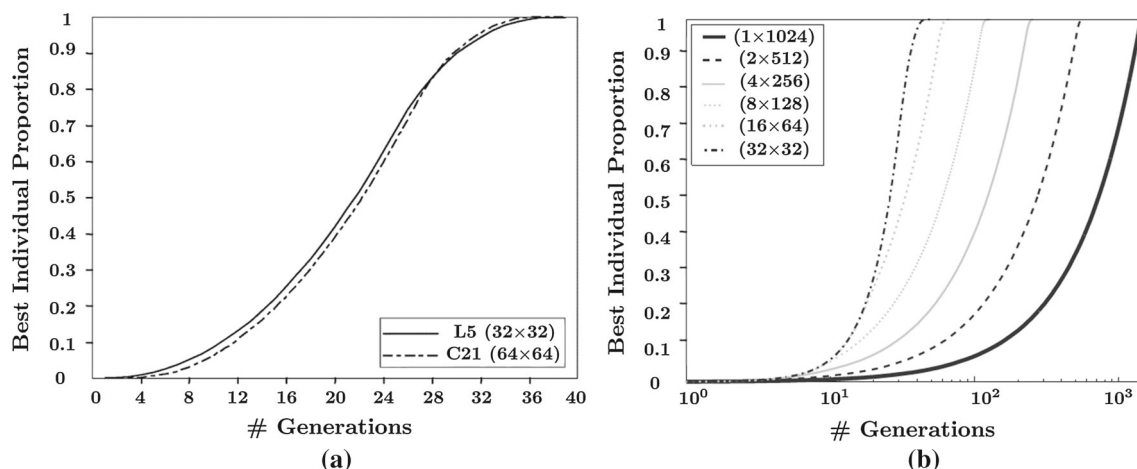 Best Individual Proportion
1
0.9
0.8
0.7
0.6
0.5
0.4
0.3
0.2
0.1
0
L5 (32×32)
C21 (64×64)
0 4 8 12 16 20 24 28 32 36 40
# Generations
(a)
Best Individual Proportion
1
0.9
0.8
0.7
0.6
0.5
0.4
0.3
0.2
0.1
0
(1×1024)
(2×512)
(4×256)
(8×128)
(16×64)
(32×32)
10⁰ 10¹ 10² 10³
# Generations
(b)